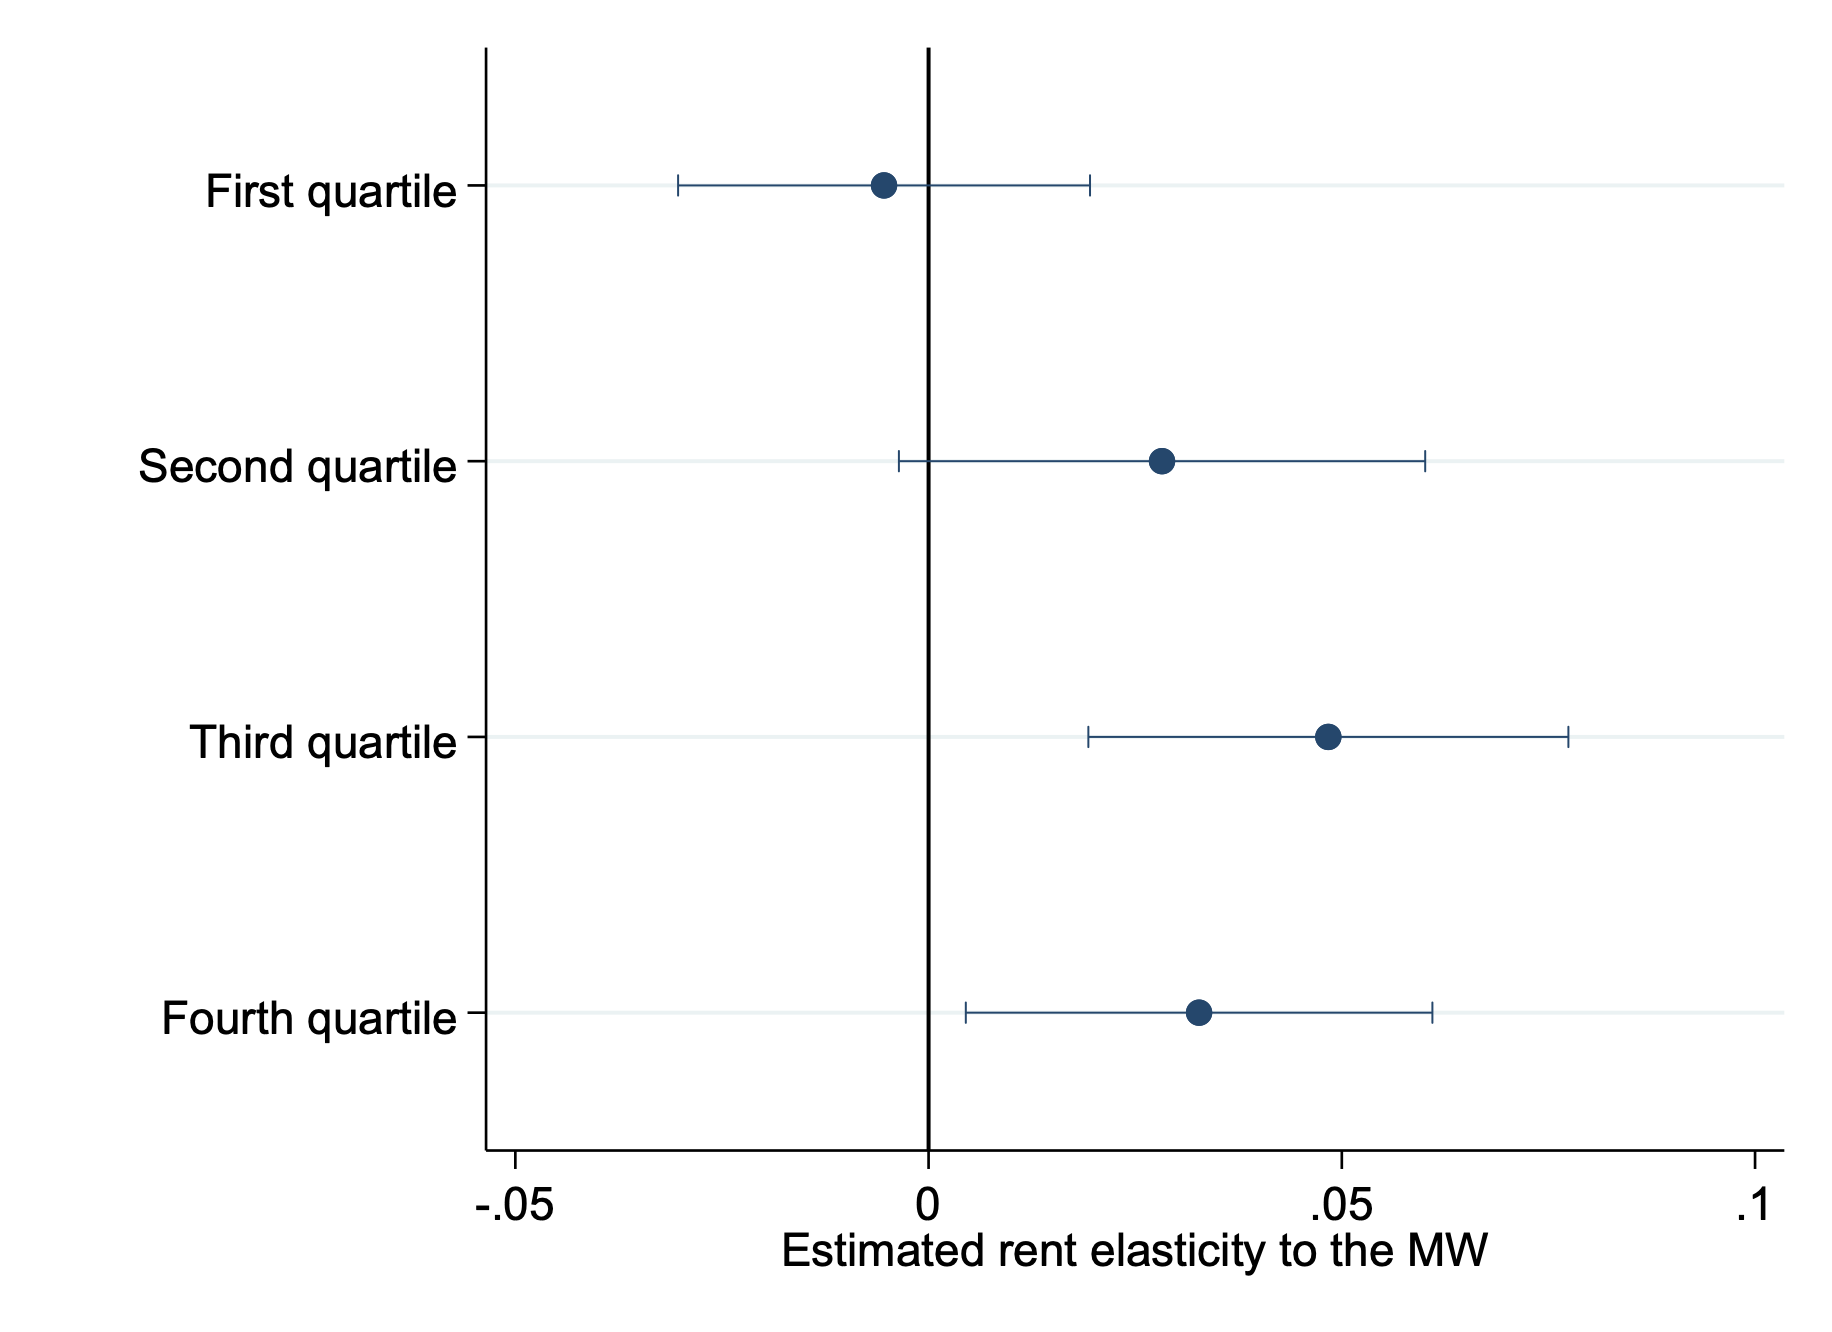 First quartile
Second quartile
Third quartile
Fourth quartile
-.05 0 .05 .1
Estimated rent elasticity to the MW